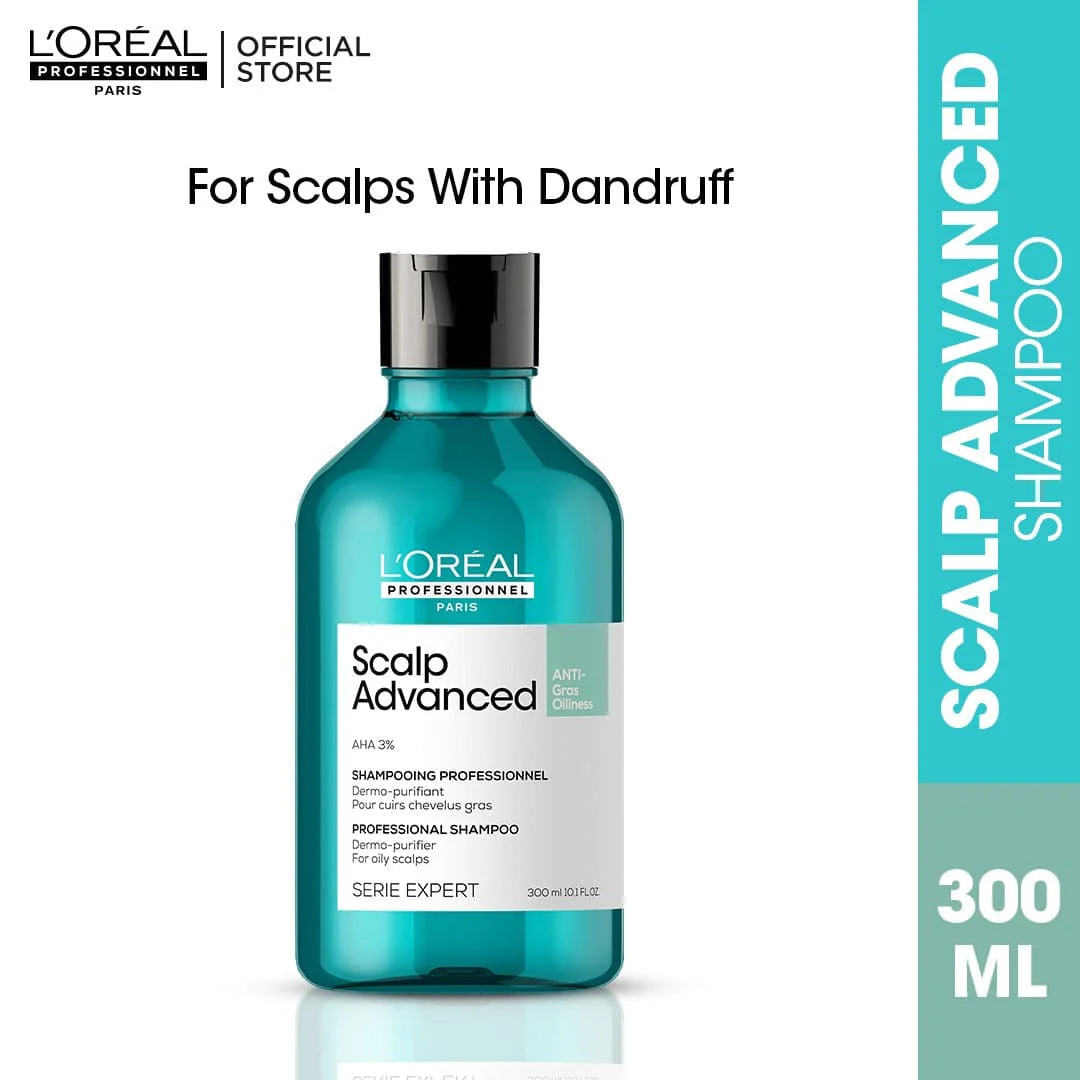 L'ORÉAL
PROFESSIONNEL
PARIS
OFFICIAL
STORE
For Scalps With Dandruff
L'ORÉAL
PROFESSIONNEL
PARIS
Scalp
Advanced
ANTI-
Gras
Oiliness
AHA 3%
SHAMPOOING PROFESSIONNEL
Dermo-purifiant
Pour cuirs chevelus gras
PROFESSIONAL SHAMPOO
Dermo-purifier
For oily scalps
SERIE EXPERT
300 ml 10.1 FL.OZ.
SCALP ADVANCED
SHAMPOO
300
ML